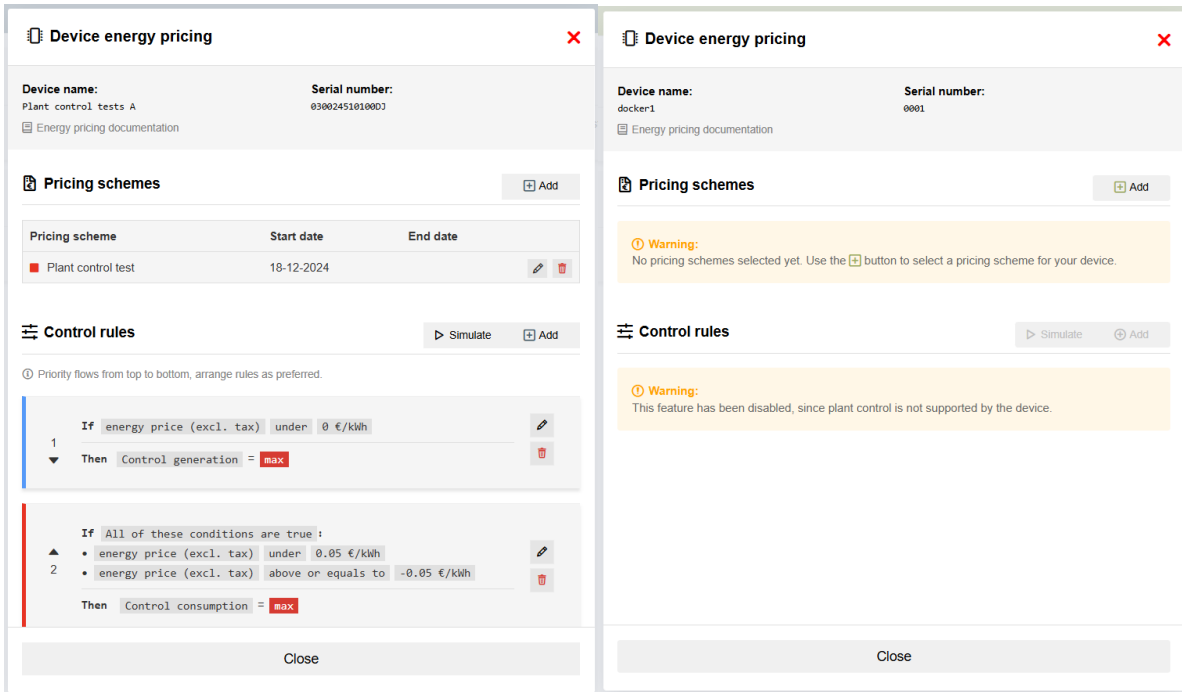 Device energy pricing
Device name:
Plant control tests A
Serial number:
030024510100DJ
Energy pricing documentation
Pricing schemes
Add
Pricing scheme
Start date
End date
Plant control test
18-12-2024
Control rules
Simulate
Add
Priority flows from top to bottom, arrange rules as preferred.
1
If energy price (excl. tax) under 0 €/kWh
Then Control generation = max
2
If All of these conditions are true :
• energy price (excl. tax) under 0.05 €/kWh
• energy price (excl. tax) above or equals to -0.05 €/kWh
Then Control consumption = max
Close
Device energy pricing
Device name:
docker1
Serial number:
0001
Energy pricing documentation
Pricing schemes
Add
Warning:
No pricing schemes selected yet. Use the button to select a pricing scheme for your device.
Control rules
Simulate
Add
Warning:
This feature has been disabled, since plant control is not supported by the device.
Close